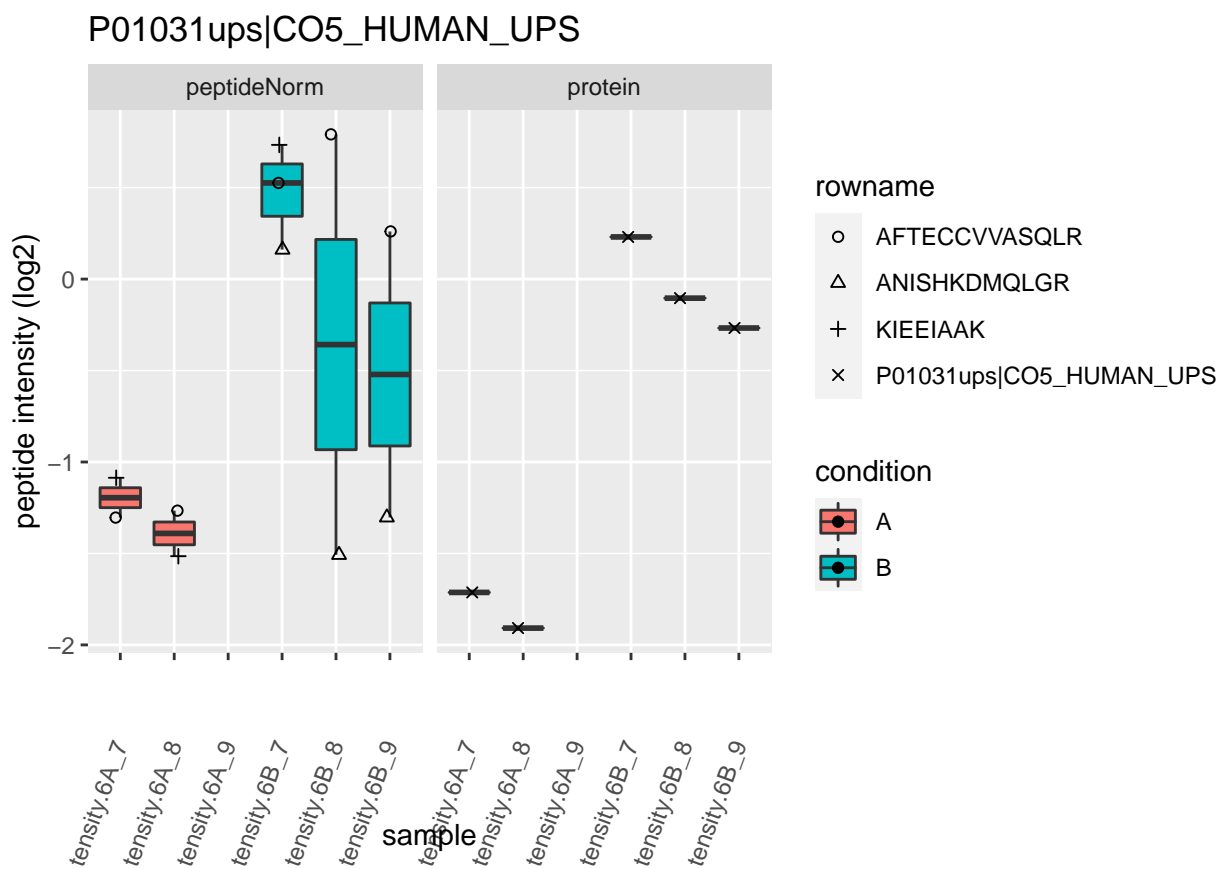 P01031ups|CO5_HUMAN_UPS
peptideNorm
protein
peptide intensity (log2)
0
−1
−2
tensity.6A_7
tensity.6A_8
tensity.6A_9
tensity.6B_7
tensity.6B_8
tensity.6B_9
tensity.6A_7
tensity.6A_8
tensity.6A_9
tensity.6B_7
tensity.6B_8
tensity.6B_9
sample
rowname
AFTECCVVASQLR
ANISHKDMQLGR
KIEEIAAK
P01031ups|CO5_HUMAN_UPS
condition
A
B